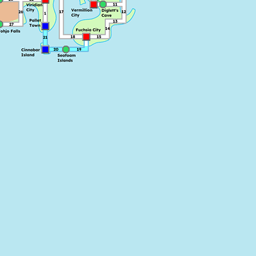 Viridian
City
26
1
17
11
Vermillion
City
Diglett's
Cave
12
Pallet
Town
13
27
Fuchsia City
14
ohjo Falls
18
15
21
Cinnabar
Island
20
19
Seafoam
Islands